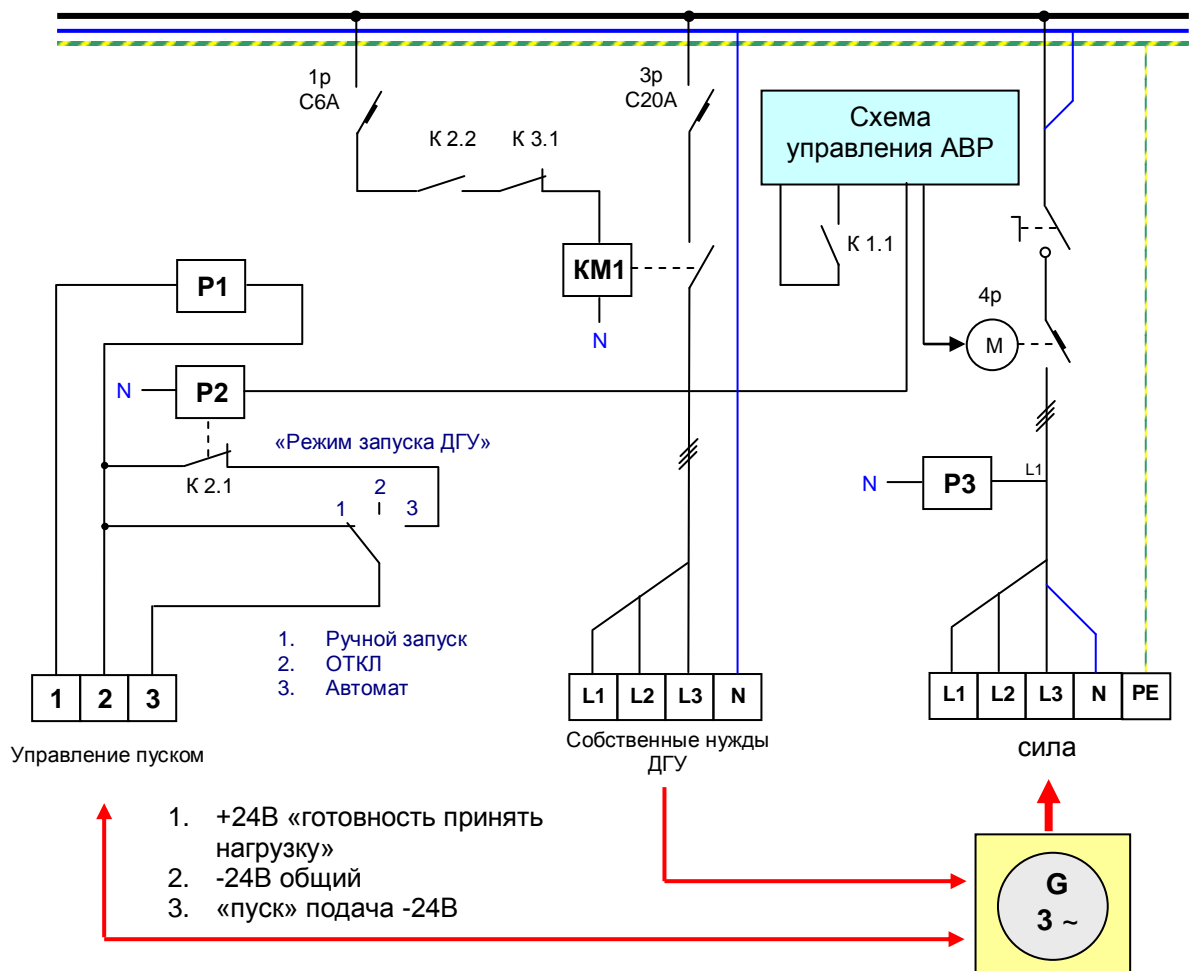 1р
С6А
3р
С20А
Схема
управления АВР
К 2.2
К 3.1
К 1.1
КМ1
N
Р1
4р
М
Р2
N
«Режим запуска ДГУ»
К 2.1
2
1
3
L1
Р3
N
1. Ручной запуск
2. ОТКЛ
3. Автомат
1 2 3
L1 L2 L3 N
L1 L2 L3 N PE
Управление пуском
Собственные нужды
ДГУ
сила
1. +24В «готовность принять
нагрузку»
2. -24В общий
3. «пуск» подача -24В
G
3 ~